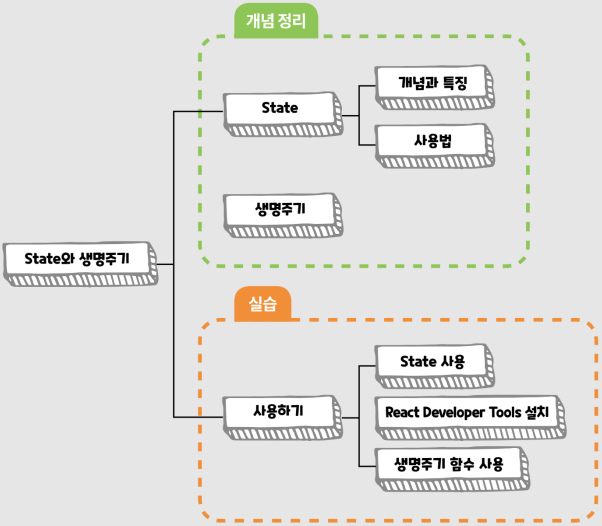 개념 정리
State
개념과 특징
사용법
생명주기
State와 생명주기
실습
사용하기
State 사용
React Developer Tools 설치
생명주기 함수 사용